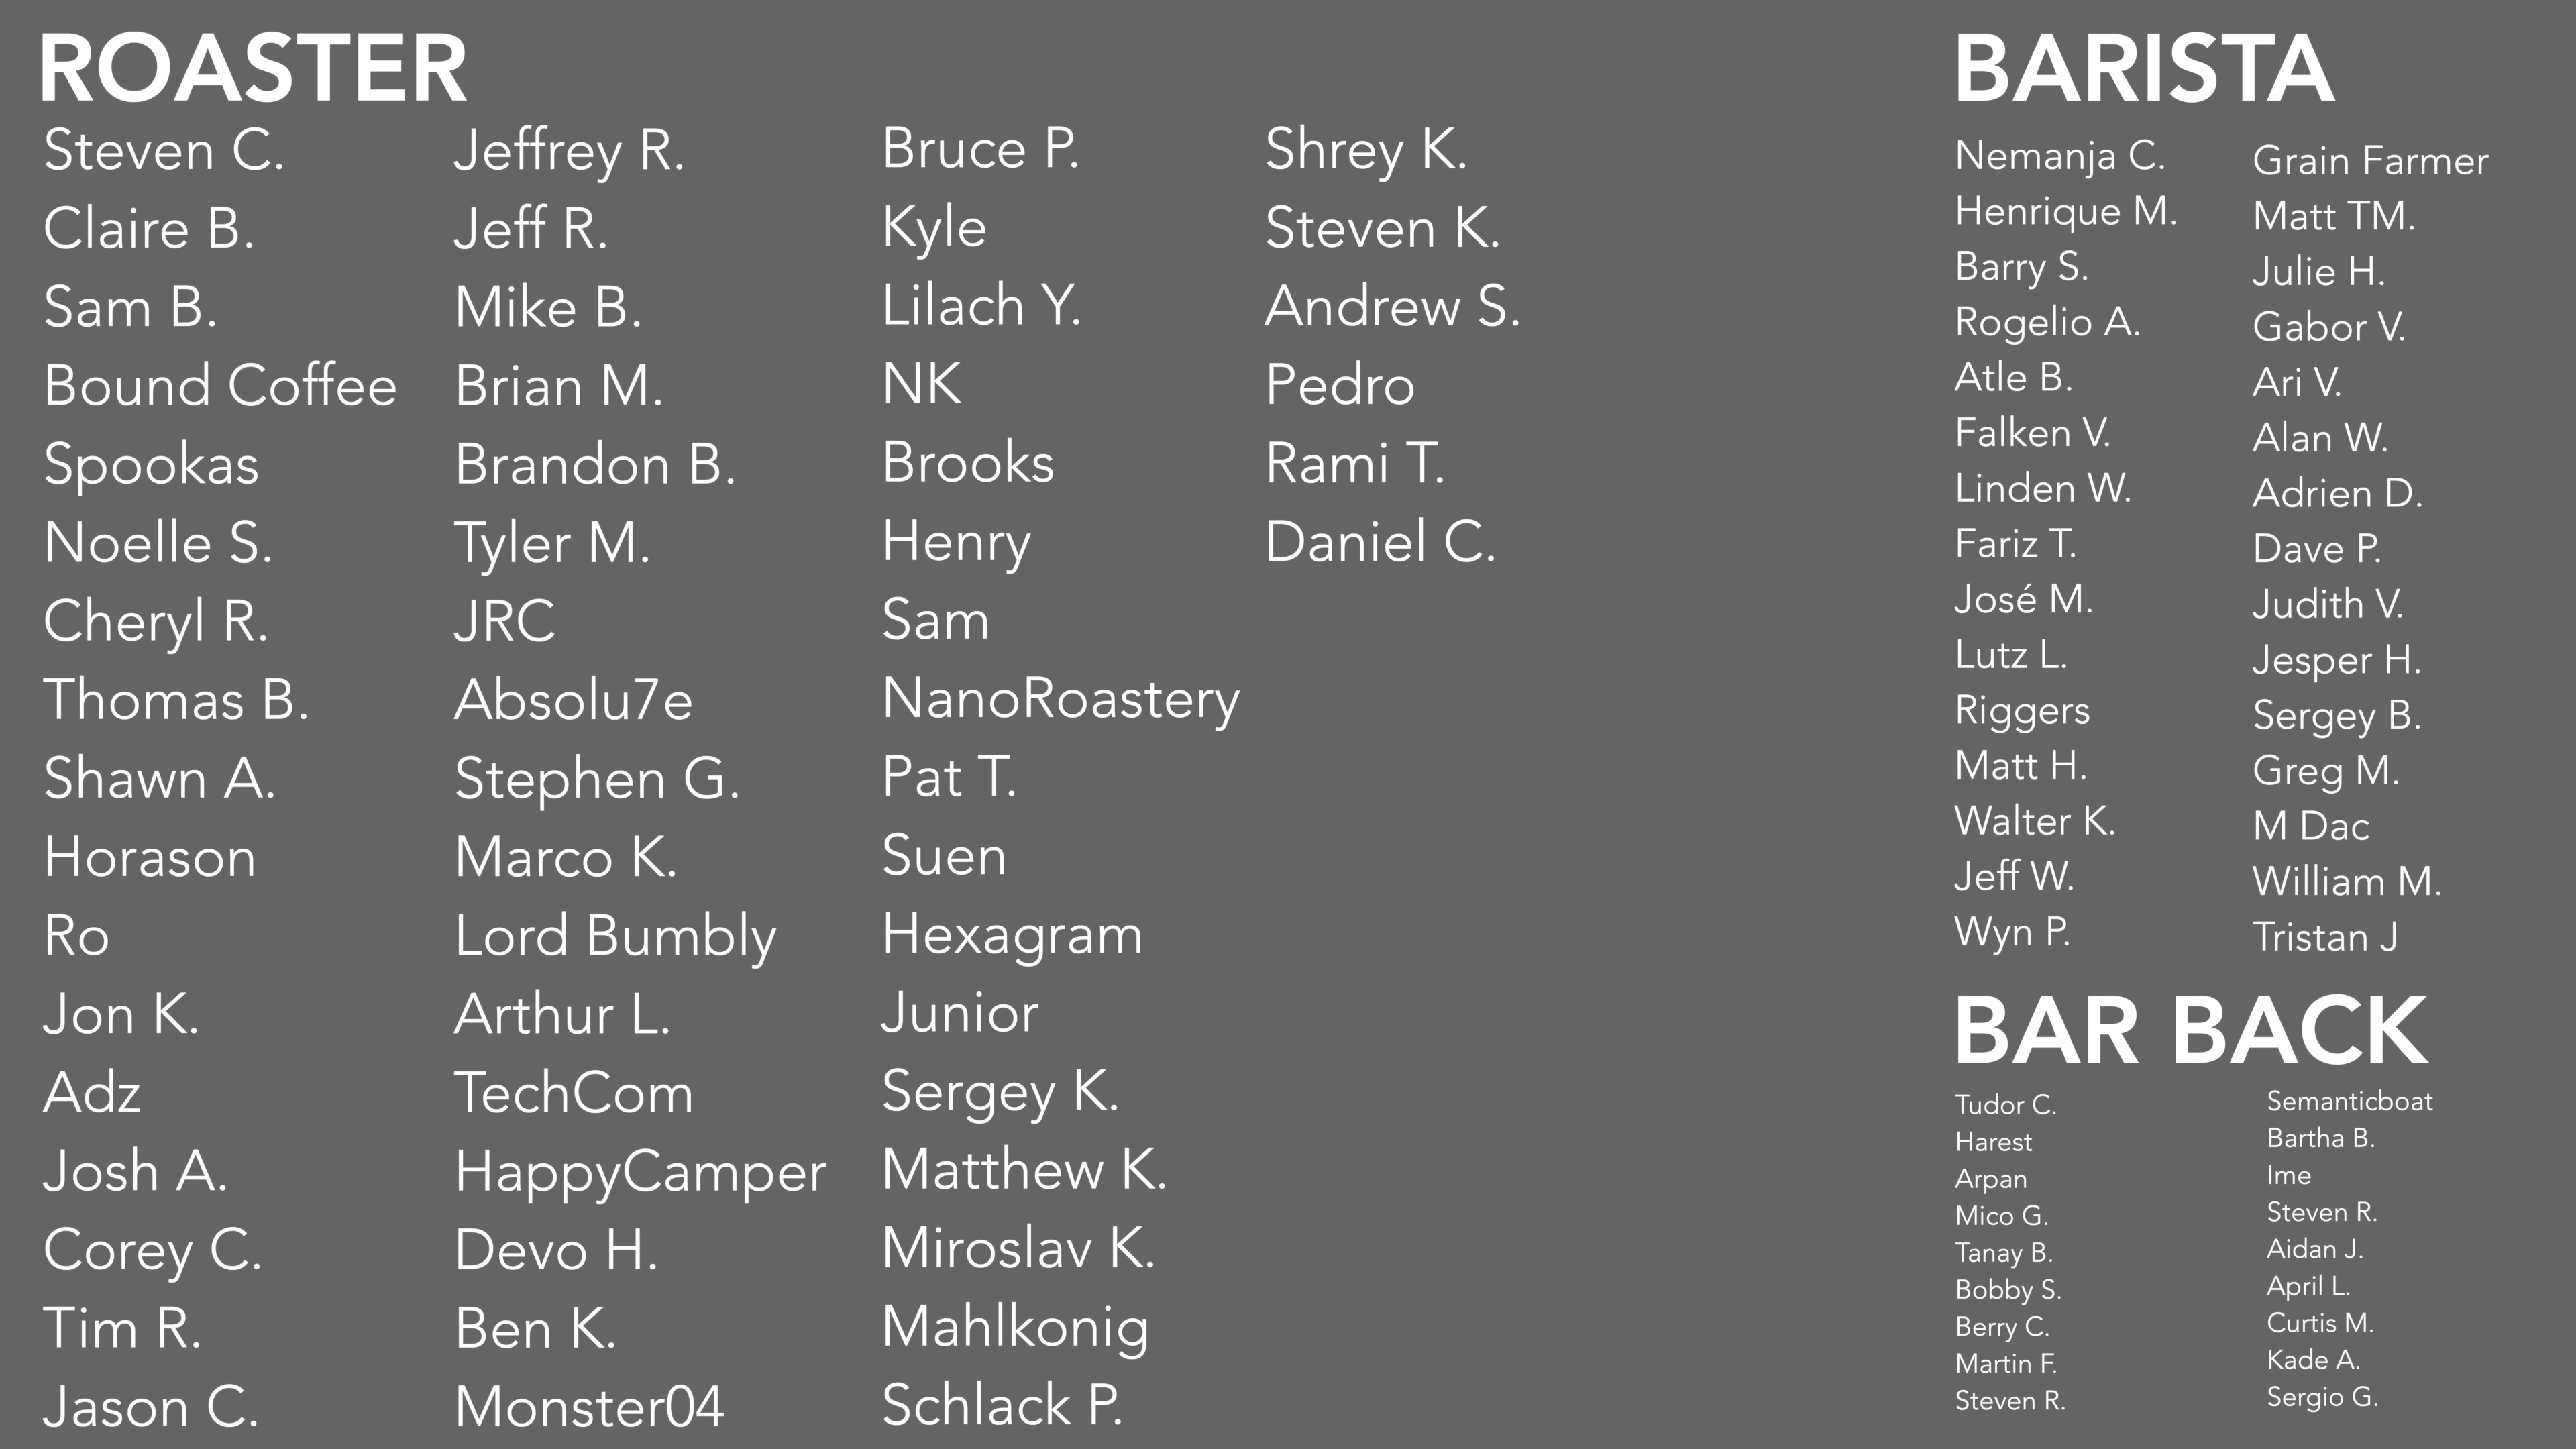 ROASTER
Steven C.
Claire B.
Sam B.
Bound Coffee
Spookas
Noelle S.
Cheryl R.
Thomas B.
Shawn A.
Horason
Ro
Jon K.
Adz
Josh A.
Corey C.
Tim R.
Jason C.
Jeffrey R.
Jeff R.
Mike B.
Brian M.
Brandon B.
Tyler M.
JRC
Absolu7e
Stephen G.
Marco K.
Lord Bumbly
Arthur L.
TechCom
HappyCamper
Devo H.
Ben K.
Monster04
Bruce P.
Kyle
Lilach Y.
NK
Brooks
Henry
Sam
NanoRoastery
Pat T.
Suen
Hexagram
Junior
Sergey K.
Matthew K.
Miroslav K.
Mahlkonig
Schlack P.
Shrey K.
Steven K.
Andrew S.
Pedro
Rami T.
Daniel C.
BARISTA
Nemanja C.
Henrique M.
Barry S.
Rogelio A.
Atle B.
Falken V.
Linden W.
Fariz T.
José M.
Lutz L.
Riggers
Matt H.
Walter K.
Jeff W.
Wyn P.
Grain Farmer
Matt TM.
Julie H.
Gabor V.
Ari V.
Alan W.
Adrien D.
Dave P.
Judith V.
Jesper H.
Sergey B.
Greg M.
M Dac
William M.
Tristan J
BAR BACK
Tudor C.
Harest
Arpan
Mico G.
Tanay B.
Bobby S.
Berry C.
Martin F.
Steven R.
Semanticboat
Bartha B.
Ime
Steven R.
Aidan J.
April L.
Curtis M.
Kade A.
Sergio G.